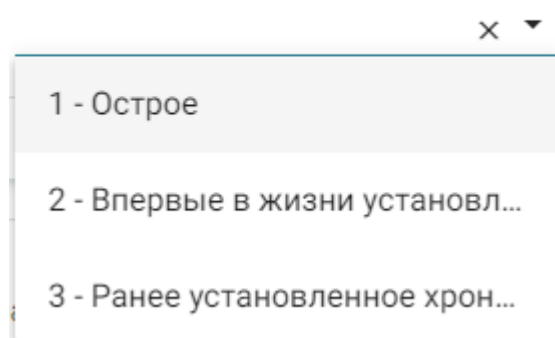 1 - Острое
2 - Впервые в жизни установл...
3 - Ранее установленное хрон...